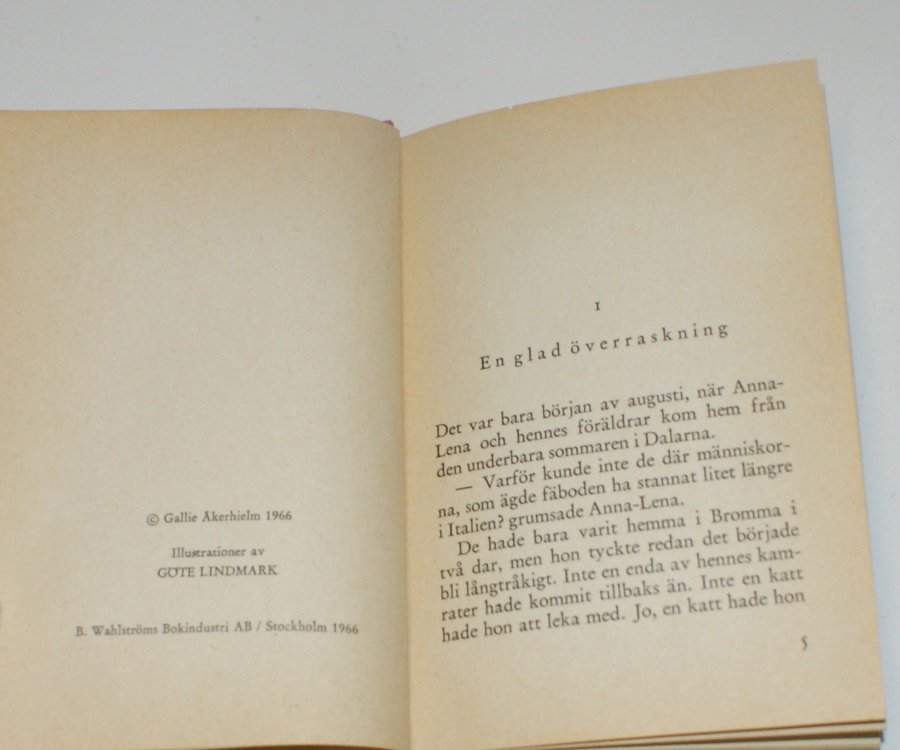 © Gallie Åkerhielm 1966
Illustrationer av
GÖTE LINDMARK
B. Wahlströms Bokindustri AB / Stockholm 1966
1
En glad överraskning
Det var bara början av augusti, när Anna-
Lena och hennes föräldrar kom hem från
den underbara sommaren i Dalarna.
— Varför kunde inte de där människor-
na, som ägde fäboden ha stannat litet längre
i Italien? grumsade Anna-Lena.
De hade bara varit hemma i Bromma i
två dar, men hon tyckte redan det började
bli långtråkigt. Inte en enda av hennes kam-
rater hade kommit tillbaks än. Inte en katt
hade hon att leka med. Jo, en katt hade hon
5